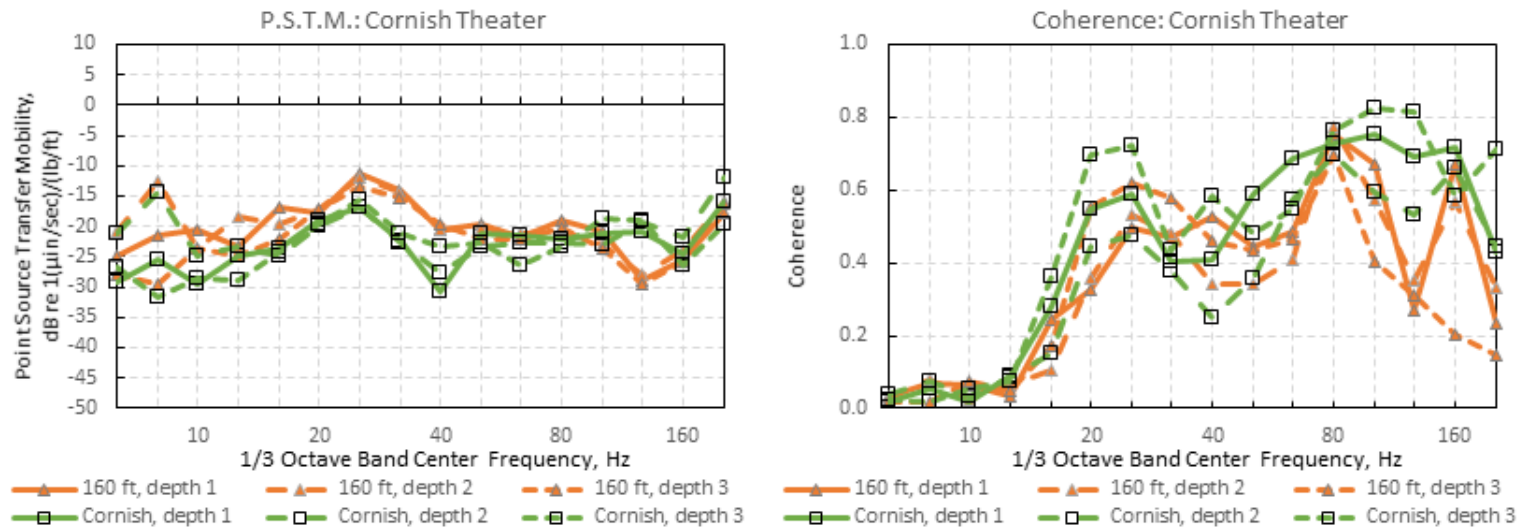 P.S.T.M.: Cornish Theater
Point Source Transfer Mobility,
dB re 1(µin/sec)/(lb/ft)
10
5
0
-5
-10
-15
-20
-25
-30
-35
-40
-45
-50
10 20 40 80 160
1/3 Octave Band Center Frequency, Hz
160 ft, depth 1 160 ft, depth 2 160 ft, depth 3
Cornish, depth 1 Cornish, depth 2 Cornish, depth 3
Coherence: Cornish Theater
Coherence
1.0
0.8
0.6
0.4
0.2
0.0
10 20 40 80 160
1/3 Octave Band Center Frequency, Hz
160 ft, depth 1 160 ft, depth 2 160 ft, depth 3
Cornish, depth 1 Cornish, depth 2 Cornish, depth 3